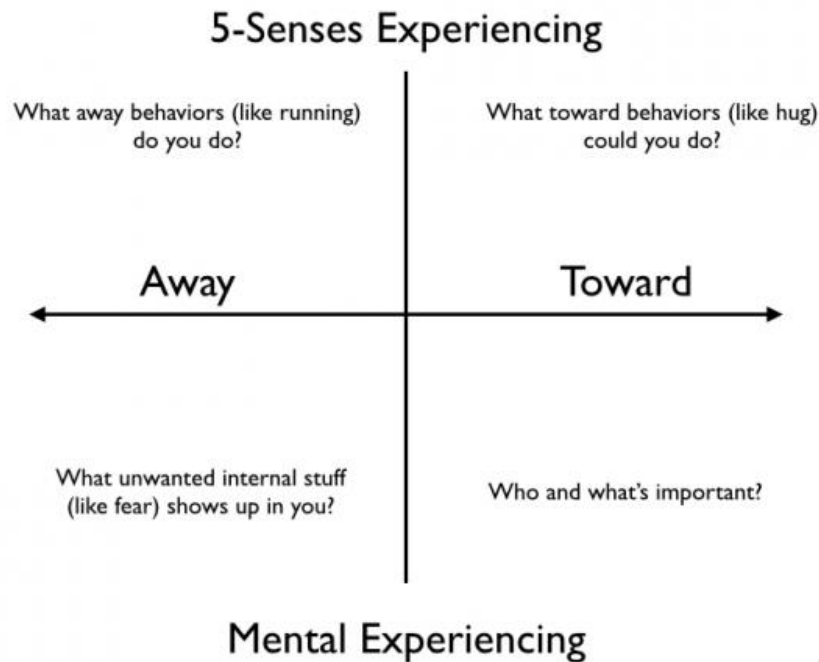 5-Senses Experiencing
What away behaviors (like running)
do you do?
What toward behaviors (like hug)
could you do?
Away
Toward
What unwanted internal stuff
(like fear) shows up in you?
Who and what's important?
Mental Experiencing